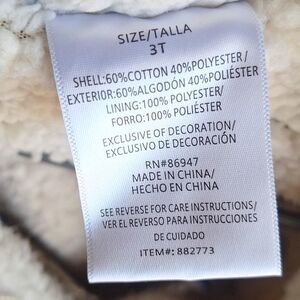 SIZE/TALLA
3T
SHELL:60%COTTON 40%POLYESTER/
EXTERIOR:60%ALGODÓN 40%POLIÉSTER
LINING:100% POLYESTER/
FORRO:100% POLIÉSTER
EXCLUSIVE OF DECORATION/
EXCLUSIVO DE DECORACIÓN
RN#86947
MADE IN CHINA/
HECHO EN CHINA
SEE REVERSE FOR CARE INSTRUCTIONS/
VER EL REVERSO PARA INSTRUCCIONES
DE CUIDADO
ITEM#: 882773